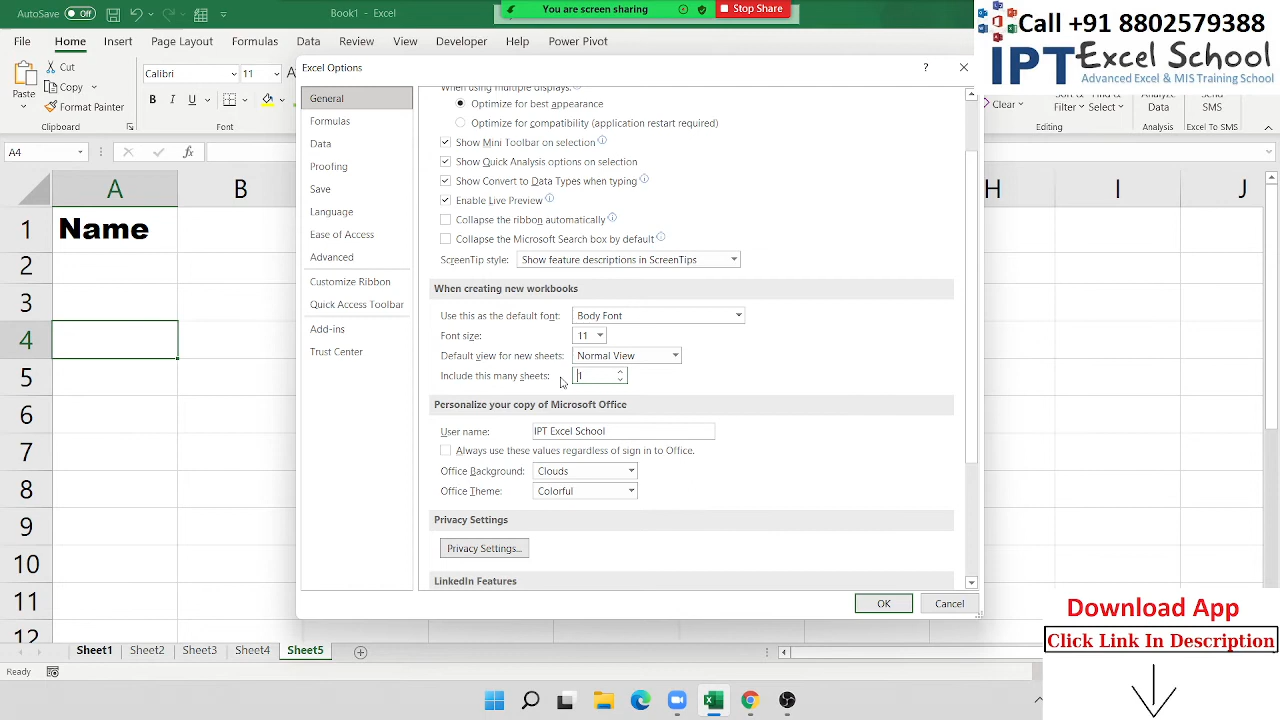 AutoSave Off
Book1 - Excel
You are screen sharing
Stop Share
Call +91 8802579388
IPT Excel School
Advanced Excel & MIS Training School
File Home Insert Page Layout Formulas Review View Developer Help Power Pivot
Paste
Cut
Copy
Format Painter
Clipboard
Calibri 11
B I U
Font
Clear
Filter Select
Editing
Data
Analysis
Send
SMS
Excel To SMS
A4
fx
A B H I J
1 Name
2
3
4
5
6
7
8
9
10
11
12
Excel Options
General
Formulas
Data
Proofing
Save
Language
Ease of Access
Advanced
Customize Ribbon
Quick Access Toolbar
Add-ins
Trust Center
When using multiple displays:
Optimize for best appearance
Optimize for compatibility (application restart required)
Show Mini Toolbar on selection
Show Quick Analysis options on selection
Show Convert to Data Types when typing
Enable Live Preview
Collapse the ribbon automatically
Collapse the Microsoft Search box by default
ScreenTip style: Show feature descriptions in ScreenTips
When creating new workbooks
Use this as the default font: Body Font
Font size: 11
Default view for new sheets: Normal View
Include this many sheets: 1
Personalize your copy of Microsoft Office
User name: IPT Excel School
Always use these values regardless of sign in to Office.
Office Background: Clouds
Office Theme: Colorful
Privacy Settings
Privacy Settings...
LinkedIn Features
OK Cancel
Sheet1 Sheet2 Sheet3 Sheet4 Sheet5
Ready
Download App
Click Link In Description